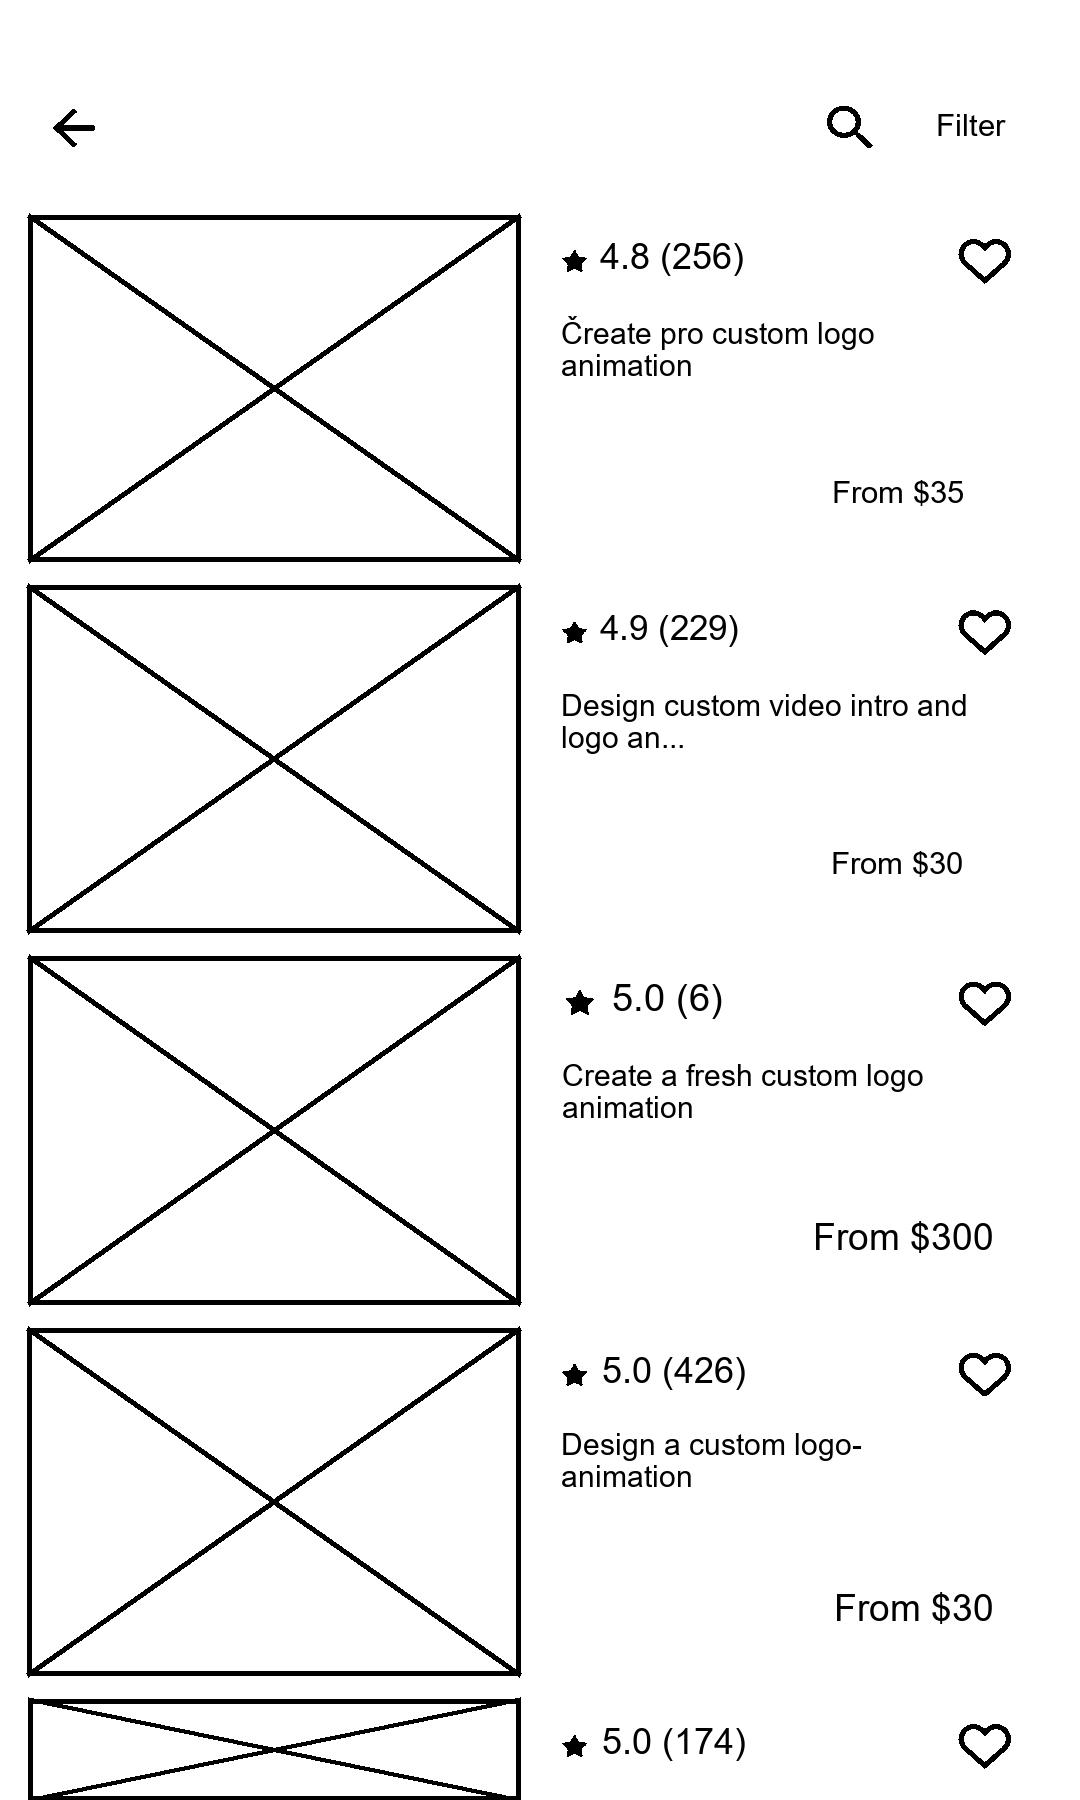 Filter
4.8 (256)
Čreate pro custom logo
animation
From $35
4.9 (229)
Design custom video intro and
logo an...
From $30
5.0 (6)
Create a fresh custom logo
animation
From $300
5.0 (426)
Design a custom logo-
animation
From $30
5.0 (174)